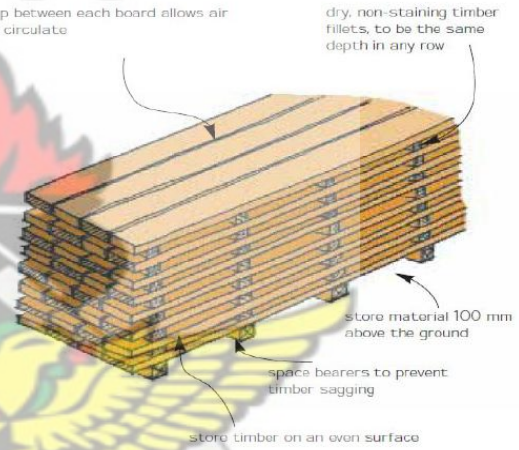 p between each board allows air
circulate
dry, non-staining timber
fillets, to be the same
depth in any row
store material 100 mm
above the ground
space bearers to prevent
timber sagging
store timber on an even surface